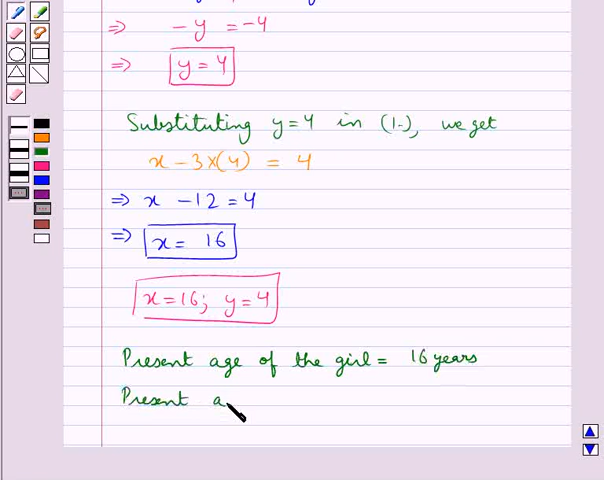 ⇒ -y = -4
⇒ y = 4
Substituting y=4 in (1.), we get
x - 3×(4) = 4
⇒ x - 12 = 4
⇒ x = 16
x=16; y=4
Present age of the girl = 16 years
Present a